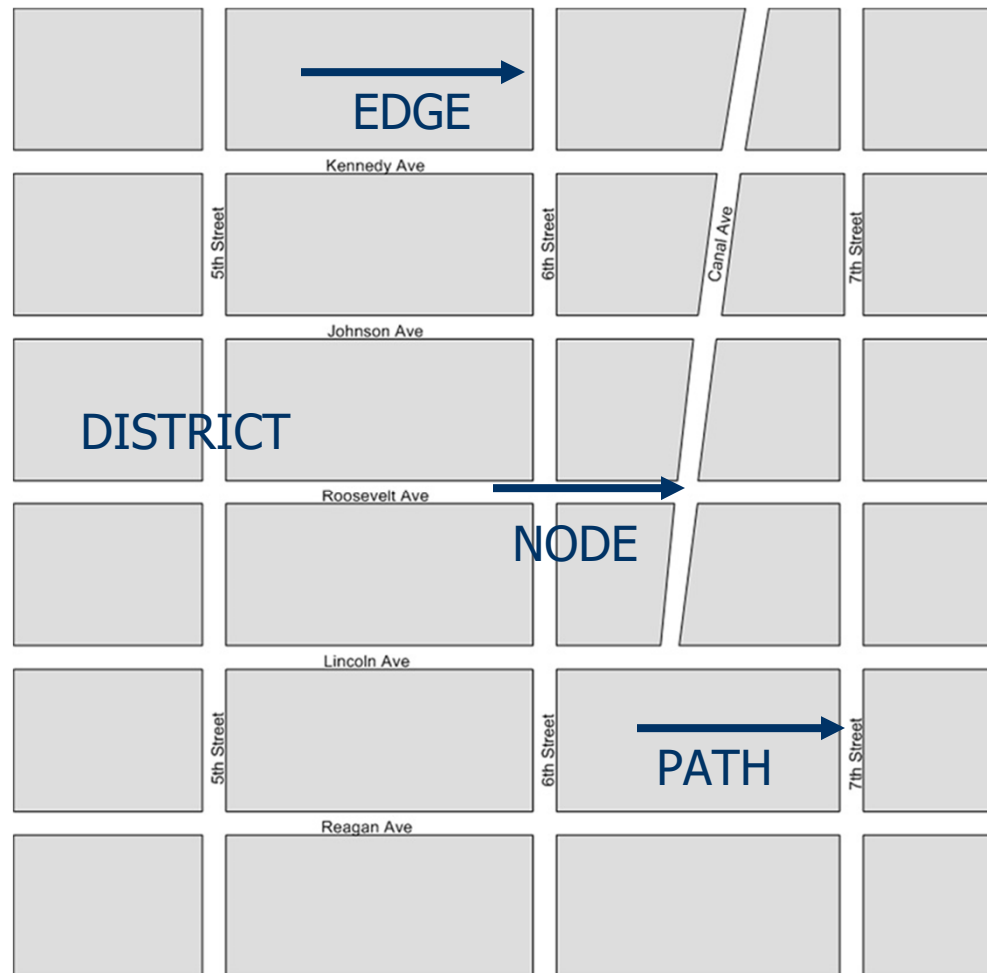 EDGE
Kennedy Ave
5th Street
6th Street
Canal Ave
7th Street
Johnson Ave
DISTRICT
Roosevelt Ave
NODE
Lincoln Ave
5th Street
6th Street
PATH
7th Street
Reagan Ave